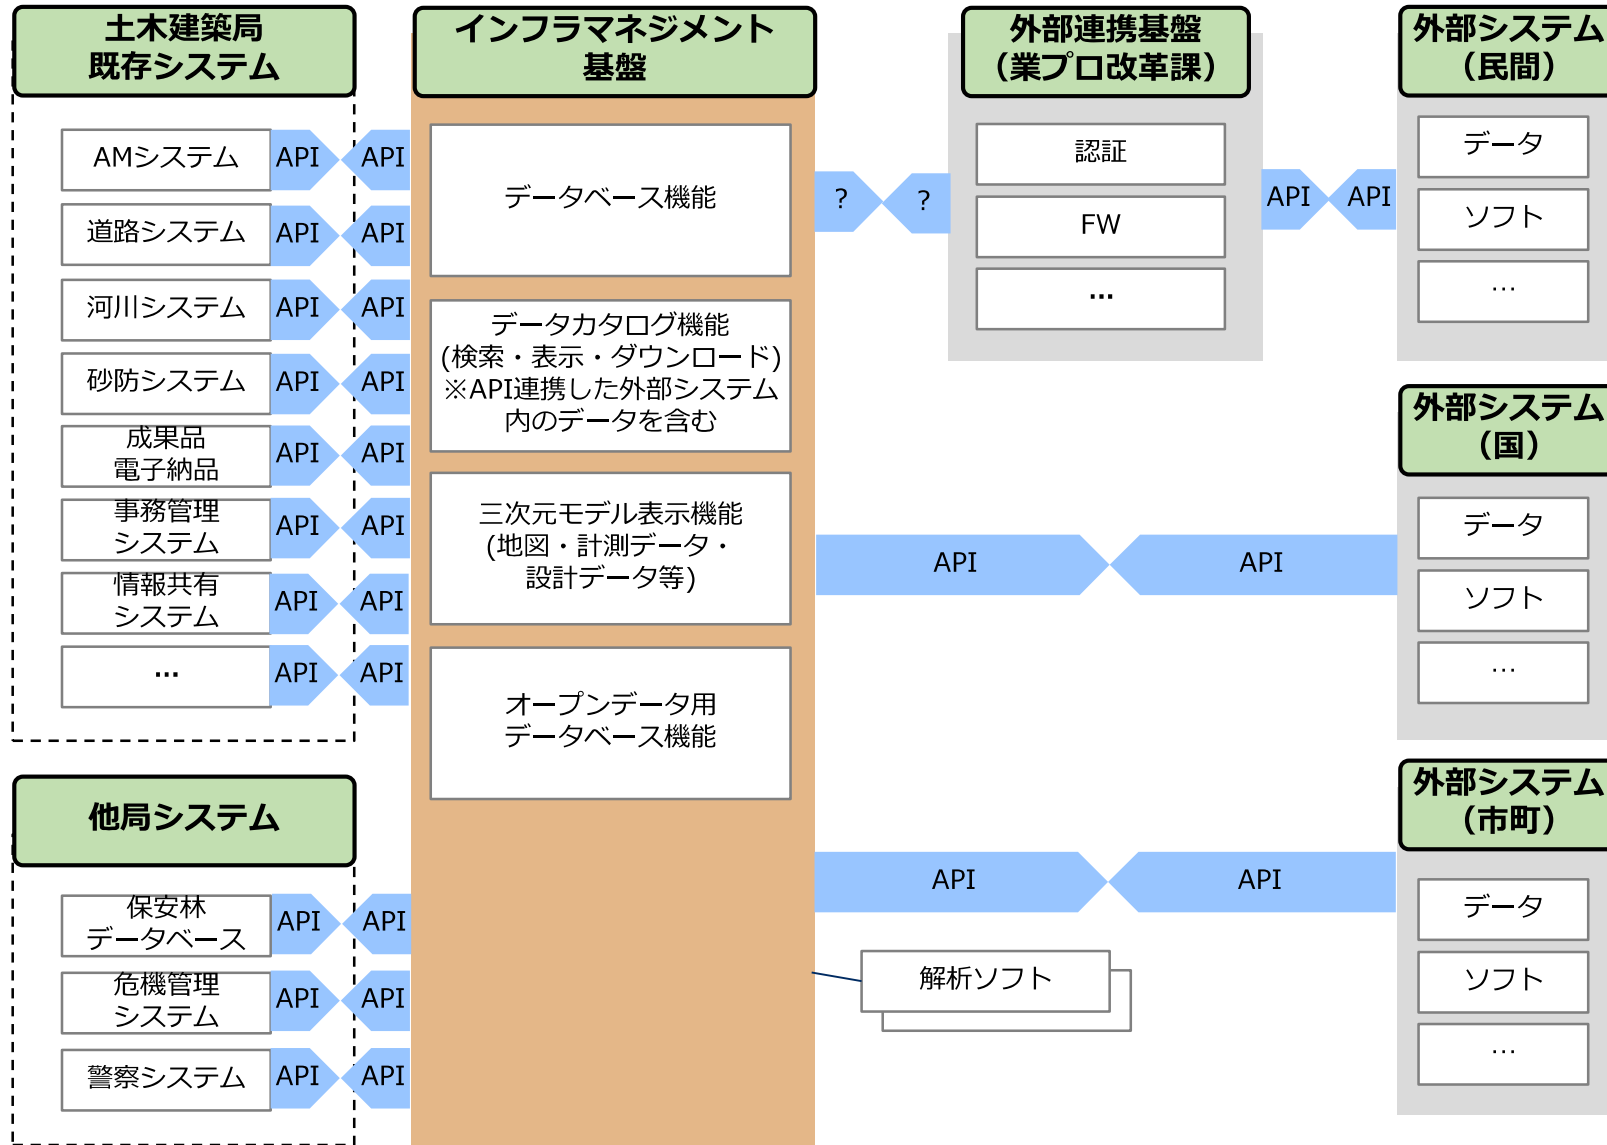 土木建築局
既存システム
AMシステム
API
API
道路システム
API
API
河川システム
API
API
砂防システム
API
API
成果品
電子納品
API
API
事務管理
システム
API
API
情報共有
システム
API
API
…
API
API
他局システム
保安林
データベース
API
API
危機管理
システム
API
API
警察システム
API
API
インフラマネジメント
基盤
データベース機能
データカタログ機能
(検索・表示・ダウンロード)
※API連携した外部システム
内のデータを含む
三次元モデル表示機能
(地図・計測データ・
設計データ等)
オープンデータ用
データベース機能
?
?
外部連携基盤
（業プロ改革課）
認証
FW
…
API
API
外部システム
（民間）
データ
ソフト
…
API
API
外部システム
（国）
データ
ソフト
…
API
API
外部システム
（市町）
データ
ソフト
…
解析ソフト